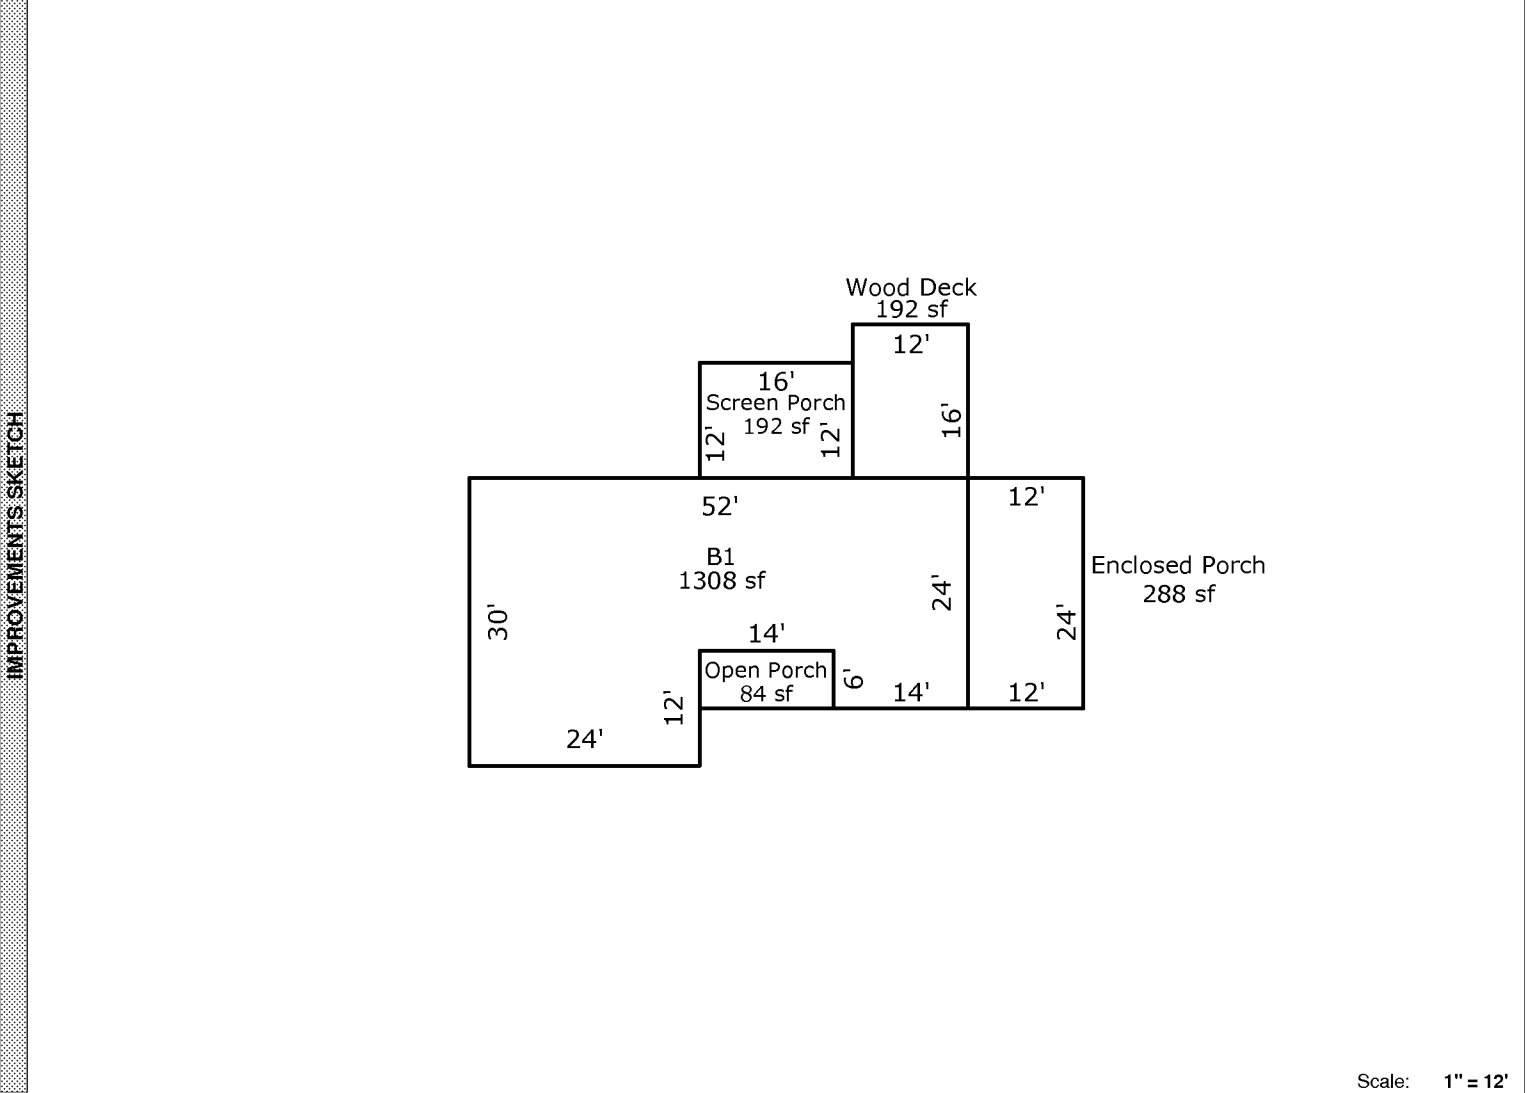 IMPROVEMENTS SKETCH
Wood Deck
192 sf
12'
16'
16'
Screen Porch
192 sf
12'
12'
52'
12'
B1
1308 sf
30'
24'
Enclosed Porch
288 sf
24'
14'
Open Porch
84 sf
6'
12'
14'
12'
24'
Scale: 1" = 12'